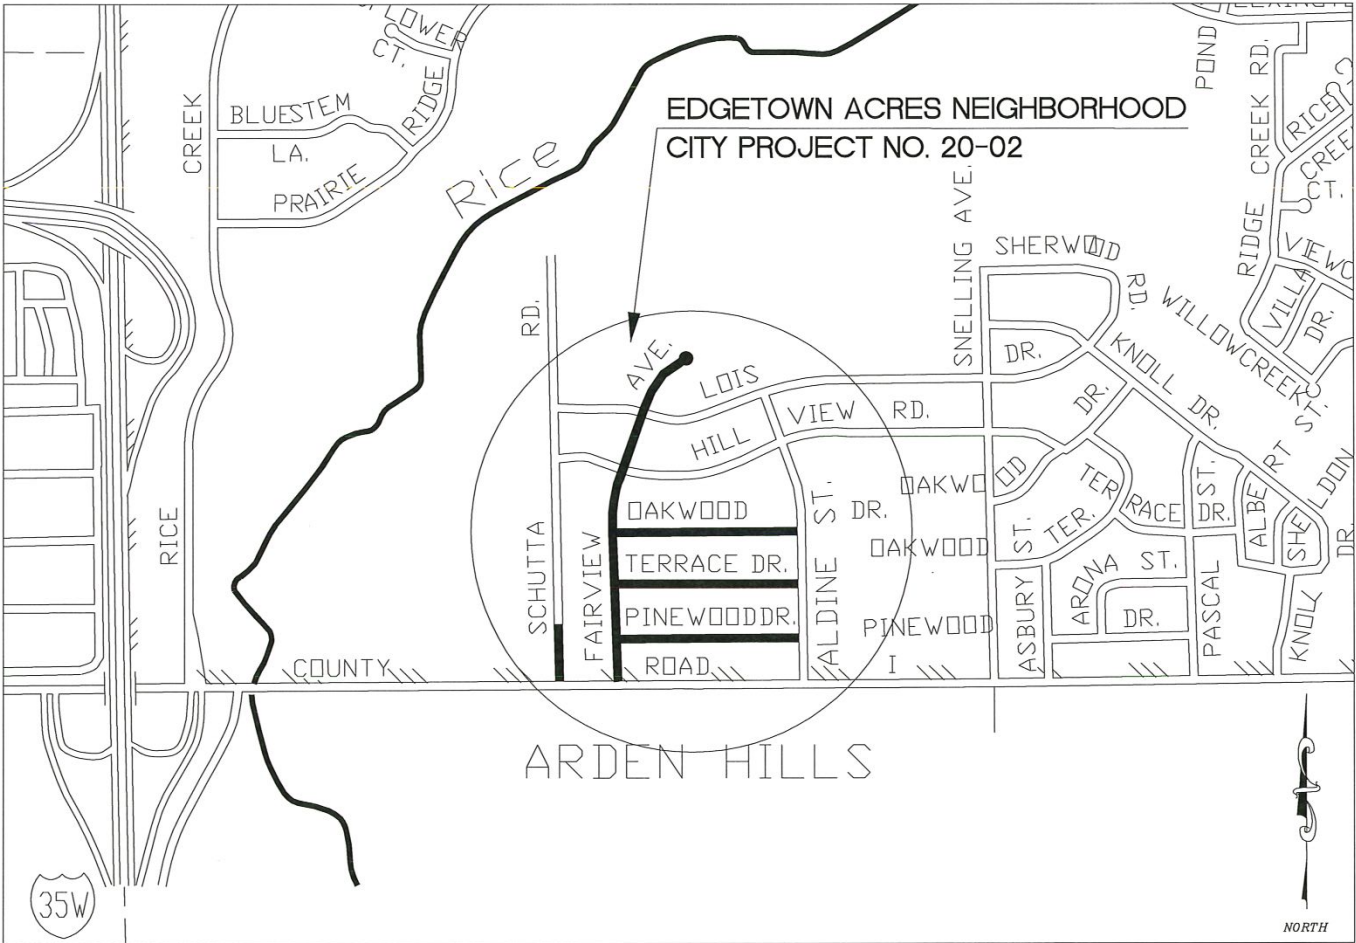 EDGETOWN ACRES NEIGHBORHOOD
CITY PROJECT NO. 20-02
CT.
BLUESTEM
LA.
PRAIRIE
RIDGE
CREEK
RICE
Rice
POND
RIDGE CREEK RD.
RICE
CT.
VILLA
DR.
WILLOWCREEK
ST.
SNELLING AVE.
SHERWOOD
RD.
KNOLL DR.
DR.
DR.
RD.
AVE.
LOIS
HILL
VIEW RD.
OAKWOOD
OAKWOOD
DR.
TERRACE DR.
OAKWOOD
PINEWOOD DR.
PINEWOOD
DR.
SCHUTTA
FAIRVIEW
ALDINE ST.
ASBURY
ST.
TER.
TERRACE
DR.
ARONA ST.
PASCAL
ST.
ALBERT
SHELDON
DR.
KNOLL
COUNTY
ROAD
I
ARDEN HILLS
35W
NORTH